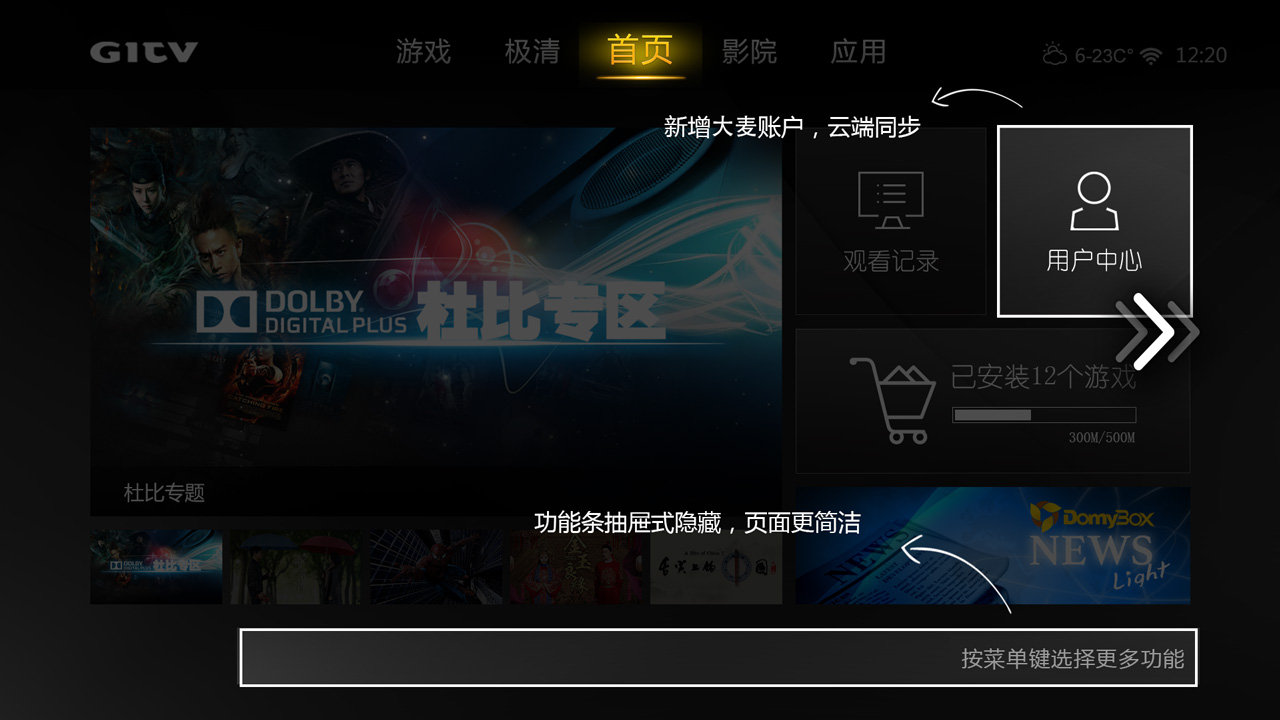 GITV
游戏
极清
首页
影院
应用
6-23C°
12:20
新增大麦账户，云端同步
观看记录
用户中心
DOLBY
DIGITAL PLUS
杜比专区
已安装12个游戏
300M/500M
杜比专题
功能条抽屉式隐藏，页面更简洁
DOLBY
杜比专区
NEWS
DomyBox
NEWS
Light
按菜单键选择更多功能